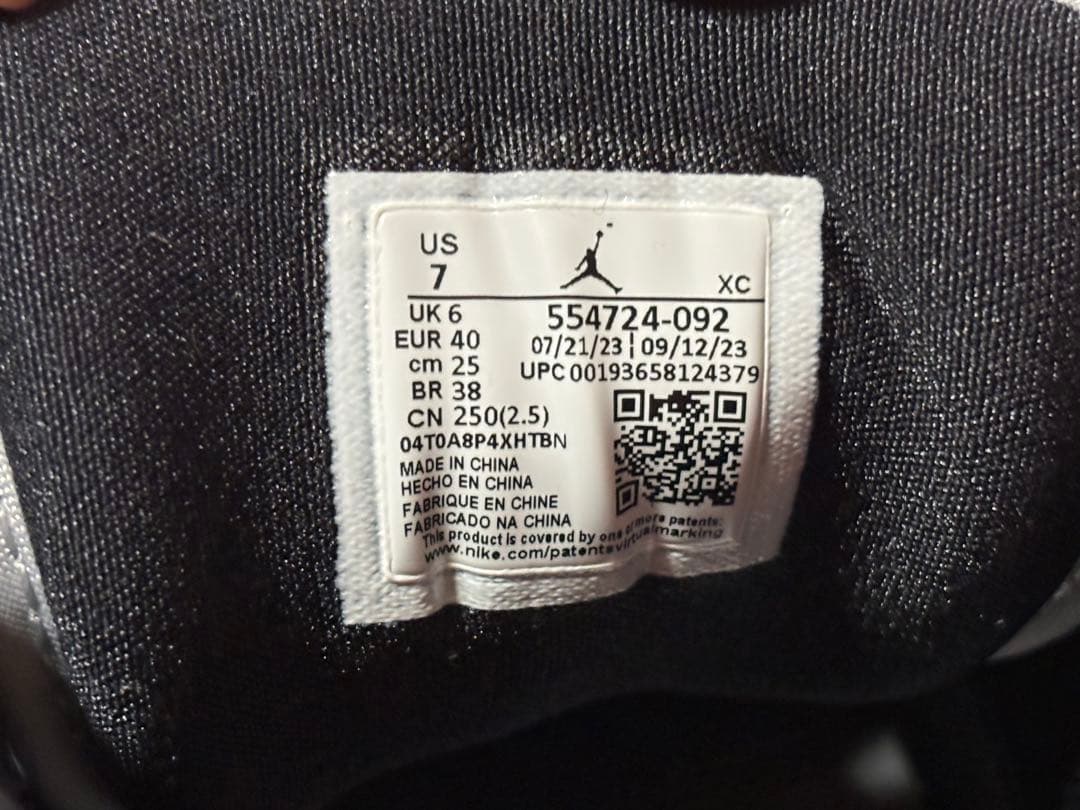 US
7
XC
UK 6
EUR 40
cm 25
BR 38
CN 250(2.5)
554724-092
07/21/23 | 09/12/23
UPC 00193658124379
04T0A8P4XHTBN
MADE IN CHINA
HECHO EN CHINA
FABRIQUE EN CHINE
FABRICADO NA CHINA
This product is covered by one or more patents:
www.nike.com/patentsvirtualmarking